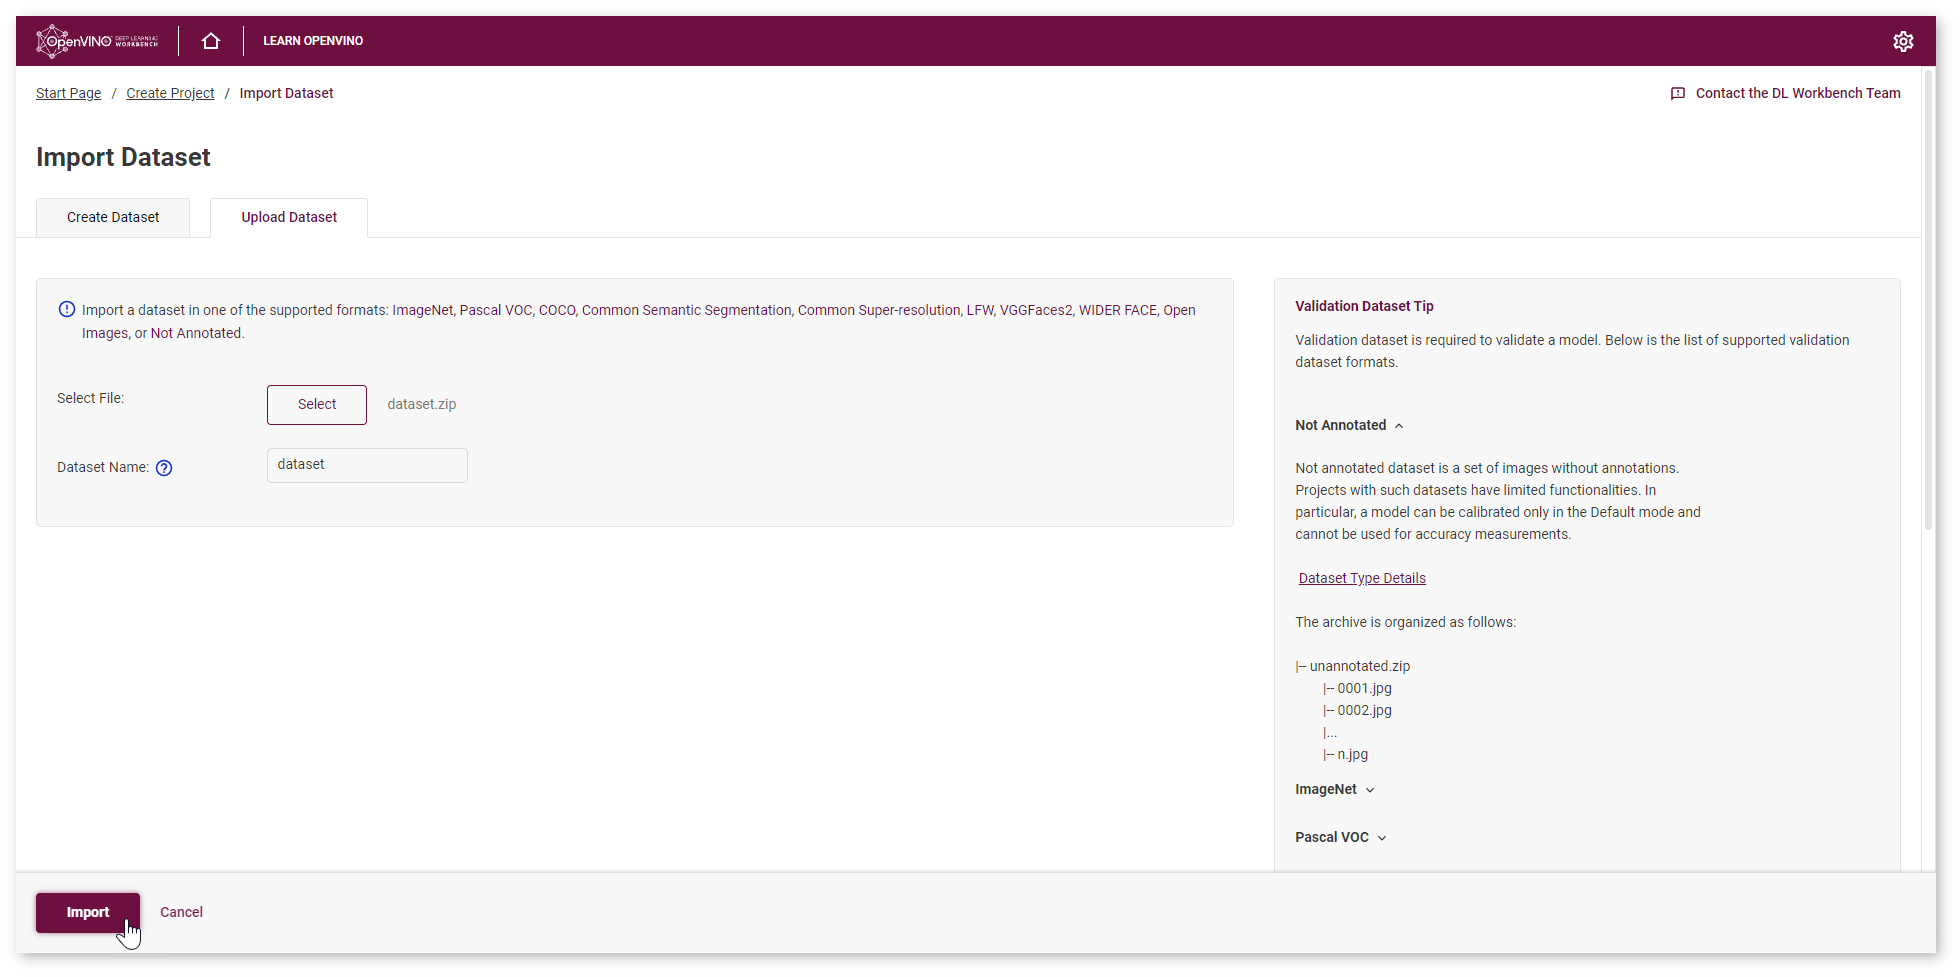 OpenVINO™ DEEP LEARNING WORKBENCH
LEARN OPENVINO
Start Page / Create Project / Import Dataset
Contact the DL Workbench Team
Import Dataset
Create Dataset
Upload Dataset
Import a dataset in one of the supported formats: ImageNet, Pascal VOC, COCO, Common Semantic Segmentation, Common Super-resolution, LFW, VGGFaces2, WIDER FACE, Open
Images, or Not Annotated.
Select File:
Select
dataset.zip
Dataset Name: ?
dataset
Validation Dataset Tip
Validation dataset is required to validate a model. Below is the list of supported validation
dataset formats.
Not Annotated
Not annotated dataset is a set of images without annotations.
Projects with such datasets have limited functionalities. In
particular, a model can be calibrated only in the Default mode and
cannot be used for accuracy measurements.
Dataset Type Details
The archive is organized as follows:
|-- unannotated.zip
|-- 0001.jpg
|-- 0002.jpg
|...
|-- n.jpg
ImageNet
Pascal VOC
Import
Cancel